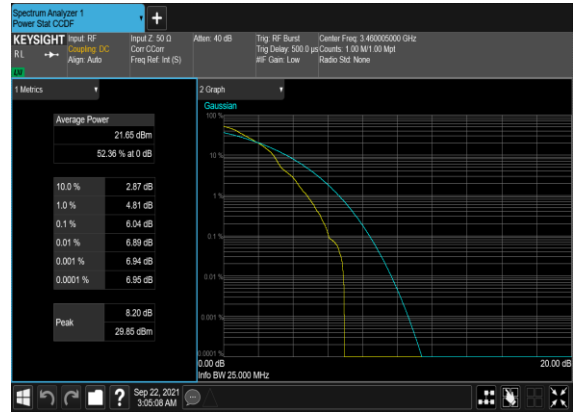 Spectrum Analyzer 1
Power Stat CCDF
KEYSIGHT
RL
Input: RF
Coupling: DC
Align: Auto
Input Z: 50 Ω
Corr CCorr
Freq Ref: Int (S)
Atten: 40 dB
Trig: RF Burst
Trig Delay: 500.0 µs
#IF Gain: Low
Center Freq: 3.460005000 GHz
Counts: 1.00 M/1.00 Mpt
Radio Std: None
1 Metrics
Average Power
21.65 dBm
52.36 % at 0 dB
10.0 % 2.87 dB
1.0 % 4.81 dB
0.1 % 6.04 dB
0.01 % 6.89 dB
0.001 % 6.94 dB
0.0001 % 6.95 dB
Peak
8.20 dB
29.85 dBm
2 Graph
Gaussian
100 %
10 %
1 %
0.1 %
0.01 %
0.001 %
0.0001 %
0.00 dB
20.00 dB
Info BW 25.000 MHz
?
Sep 22, 2021
3:05:08 AM